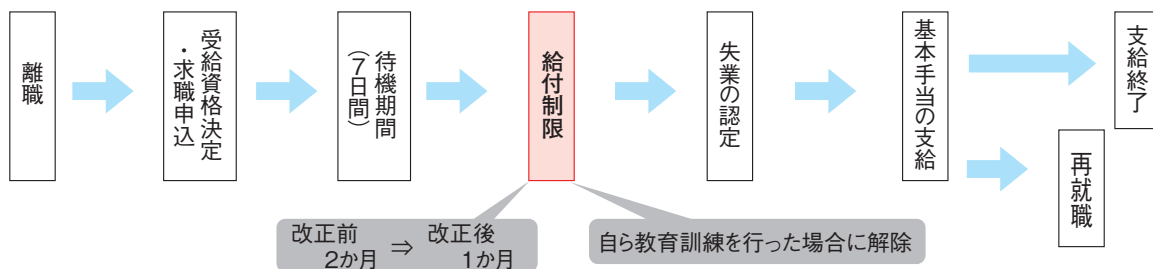 離職
受給資格決定
・求職申込
待機期間
(7日間)
給付制限
失業の認定
基本手当の支給
支給終了
再就職
改正前 ⇒ 改正後
2か月 1か月
自ら教育訓練を行った場合に解除